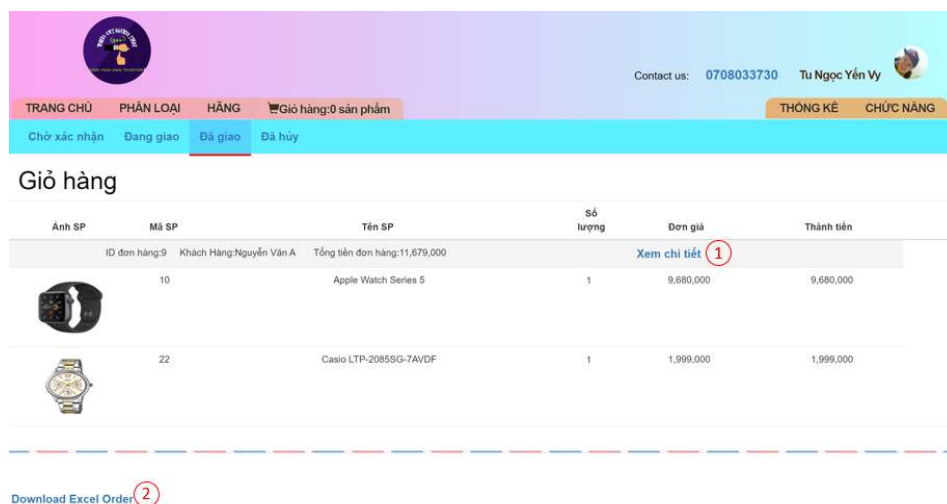 Contact us: 0708033730 Tu Ngọc Yến Vy
TRANG CHỦ PHÂN LOẠI HÃNG Giỏ hàng:0 sản phẩm THỐNG KÊ CHỨC NĂNG
Chờ xác nhận Đang giao Đã giao Đã hủy
Giỏ hàng
Ảnh SP Mã SP Tên SP Số lượng Đơn giá Thành tiền
ID đơn hàng:9 Khách Hàng:Nguyễn Văn A Tổng tiền đơn hàng:11,679,000 Xem chi tiết 1
10 Apple Watch Series 5 1 9,680,000 9,680,000
22 Casio LTP-2085SG-7AVDF 1 1,999,000 1,999,000
Download Excel Order 2